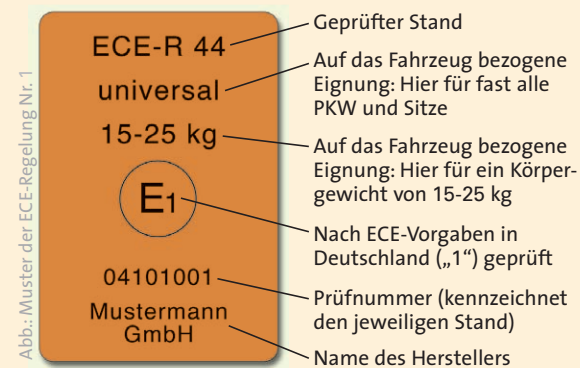 Abb.: Muster der ECE-Regelung Nr. 1
ECE-R 44
universal
15-25 kg
E1
04101001
Mustermann
GmbH
Geprüfter Stand
Auf das Fahrzeug bezogene
Eignung: Hier für fast alle
PKW und Sitze
Auf das Fahrzeug bezogene
Eignung: Hier für ein Körper-
gewicht von 15-25 kg
Nach ECE-Vorgaben in
Deutschland („1“) geprüft
Prüfnummer (kennzeichnet
den jeweiligen Stand)
Name des Herstellers